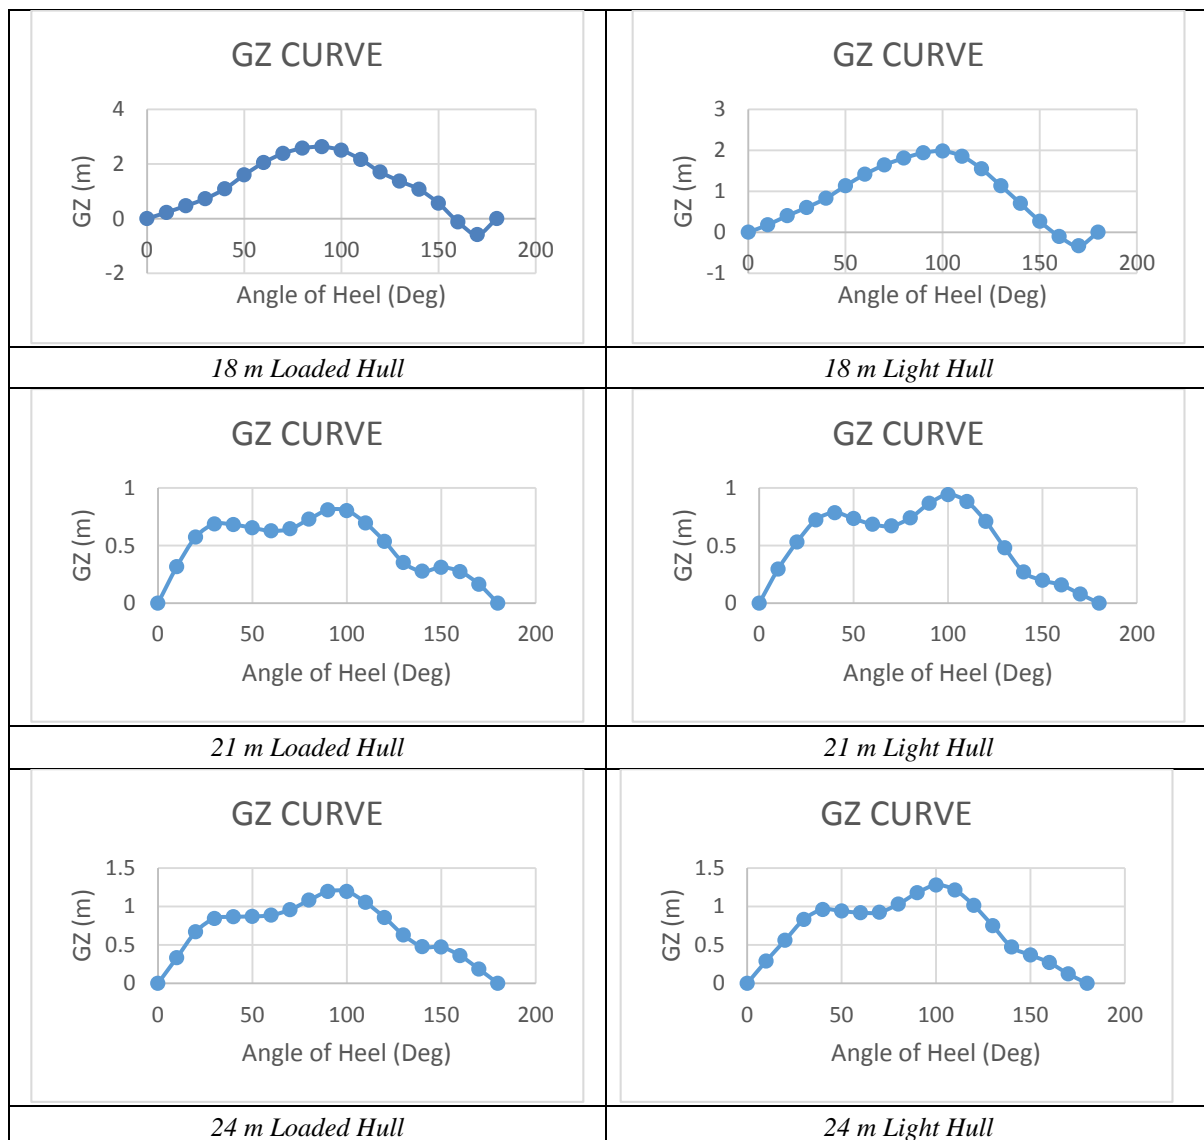 GZ CURVE
4
2
0
-2
0
50
100
150
200
GZ (m)
Angle of Heel (Deg)
GZ CURVE
3
2
1
0
-1
0
50
100
150
200
GZ (m)
Angle of Heel (Deg)
18 m Loaded Hull
18 m Light Hull
GZ CURVE
1
0.5
0
0
50
100
150
200
GZ (m)
Angle of Heel (Deg)
GZ CURVE
1
0.5
0
0
50
100
150
200
GZ (m)
Angle of Heel (Deg)
21 m Loaded Hull
21 m Light Hull
GZ CURVE
1.5
1
0.5
0
0
50
100
150
200
GZ (m)
Angle of Heel (Deg)
GZ CURVE
1.5
1
0.5
0
0
50
100
150
200
GZ (m)
Angle of Heel (Deg)
24 m Loaded Hull
24 m Light Hull